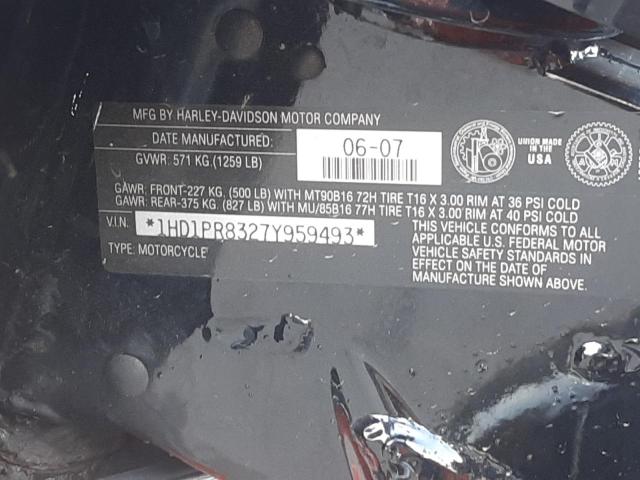 MFG BY HARLEY-DAVIDSON MOTOR COMPANY
DATE MANUFACTURED:
06-07
GVWR: 571 KG. (1259 LB)
UNION MADE IN
THE
USA
GAWR: FRONT-227 KG. (500 LB) WITH MT90B16 72H TIRE T16 X 3.00 RIM AT 36 PSI COLD
GAWR: REAR-375 KG. (827 LB) WITH MU/85B16 77H TIRE T16 X 3.00 RIM AT 40 PSI COLD
V.I.N. *1HD1PR8327Y959493*
TYPE: MOTORCYCLE
THIS VEHICLE CONFORMS TO ALL
APPLICABLE U.S. FEDERAL MOTOR
VEHICLE SAFETY STANDARDS IN
EFFECT ON THE DATE OF
MANUFACTURE SHOWN ABOVE